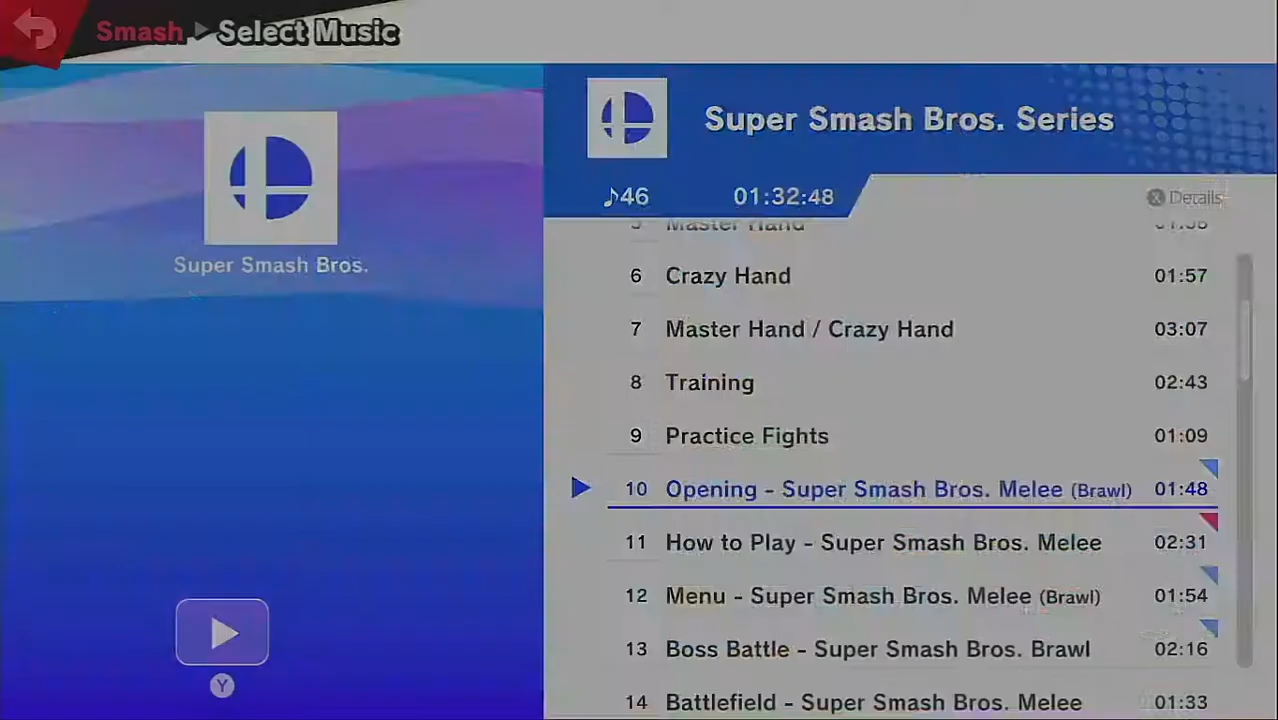 Smash ▶ Select Music
Super Smash Bros.
Y
Super Smash Bros. Series
♪46 01:32:48
X Details
5 Master Hand
6 Crazy Hand 01:57
7 Master Hand / Crazy Hand 03:07
8 Training 02:43
9 Practice Fights 01:09
10 Opening - Super Smash Bros. Melee (Brawl) 01:48
11 How to Play - Super Smash Bros. Melee 02:31
12 Menu - Super Smash Bros. Melee (Brawl) 01:54
13 Boss Battle - Super Smash Bros. Brawl 02:16
14 Battlefield - Super Smash Bros. Melee 01:33